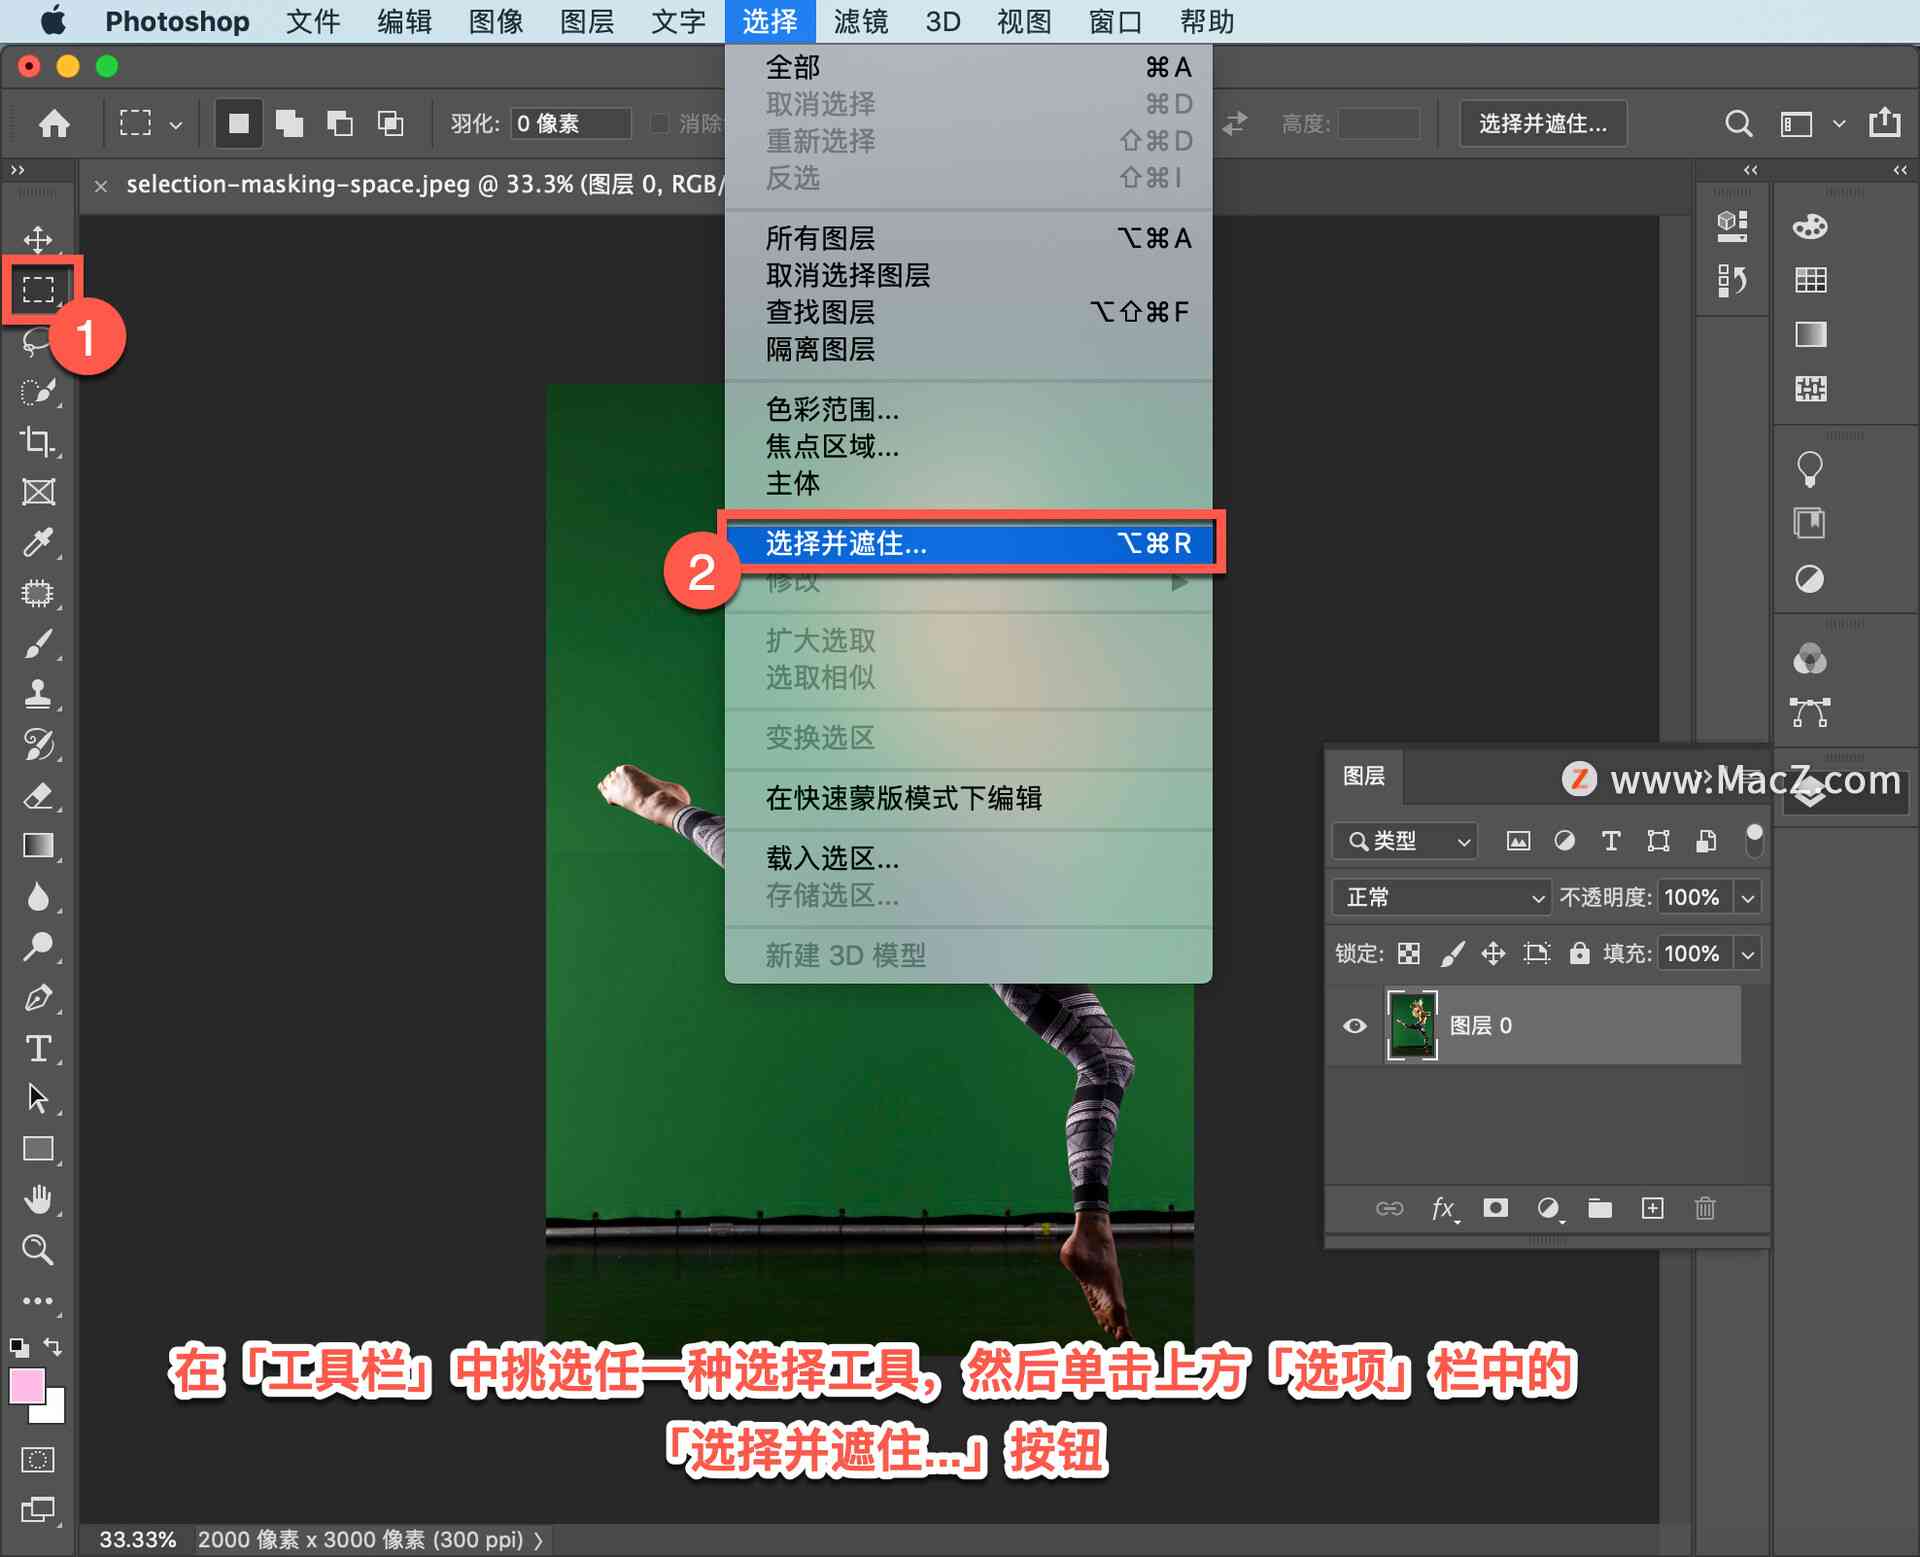 Photoshop 文件 编辑 图像 图层 文字 选择 滤镜 3D 视图 窗口 帮助
羽化: 0 像素 消除 高度: 选择并遮住...
× selection-masking-space.jpeg @ 33.3% (图层 0, RGB/
全部 ⌘A
取消选择 ⌘D
重新选择 ⇧⌘D
反选 ⇧⌘I
所有图层 ⌥⌘A
取消选择图层
查找图层 ⌥⇧⌘F
隔离图层
色彩范围...
焦点区域...
主体
选择并遮住... ⌥⌘R
修改
扩大选取
选取相似
变换选区
在快速蒙版模式下编辑
载入选区...
存储选区...
新建 3D 模型
1
2
图层
Z www.MacZ.com
类型
正常 不透明度: 100%
锁定: 填充: 100%
图层 0
fx
在「工具栏」中挑选任一种选择工具，然后单击上方「选项」栏中的
「选择并遮住...」按钮
33.33% 2000 像素 x 3000 像素 (300 ppi)